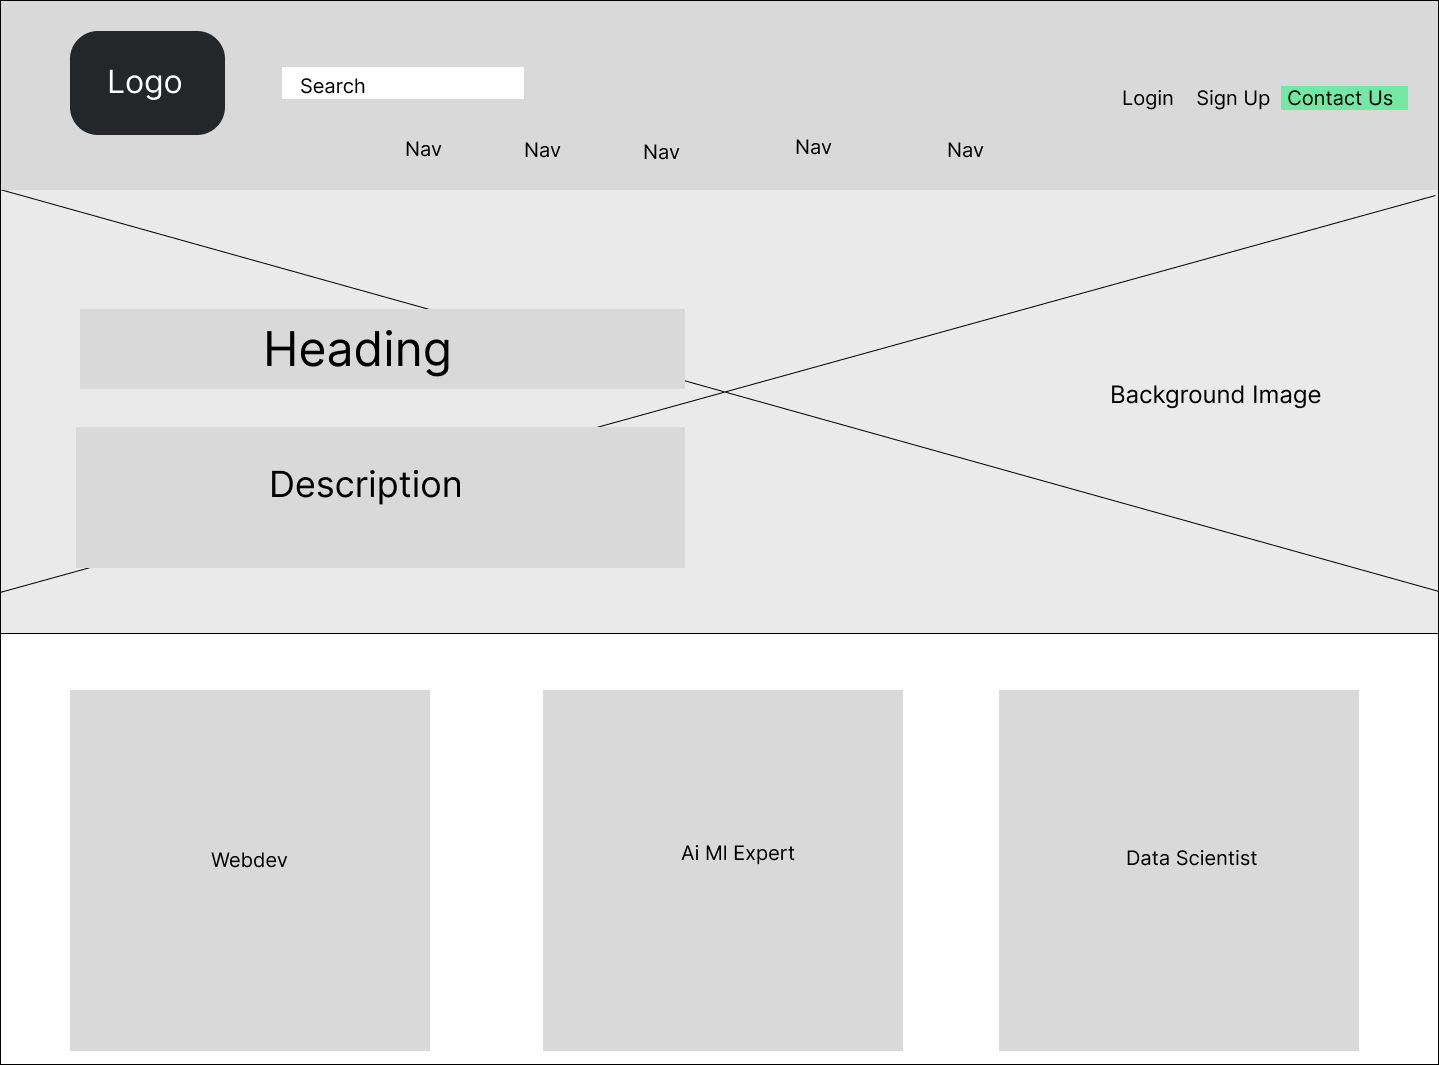 Logo
Search
Login Sign Up Contact Us
Nav Nav Nav Nav Nav
Heading
Background Image
Description
Webdev
Ai Ml Expert
Data Scientist